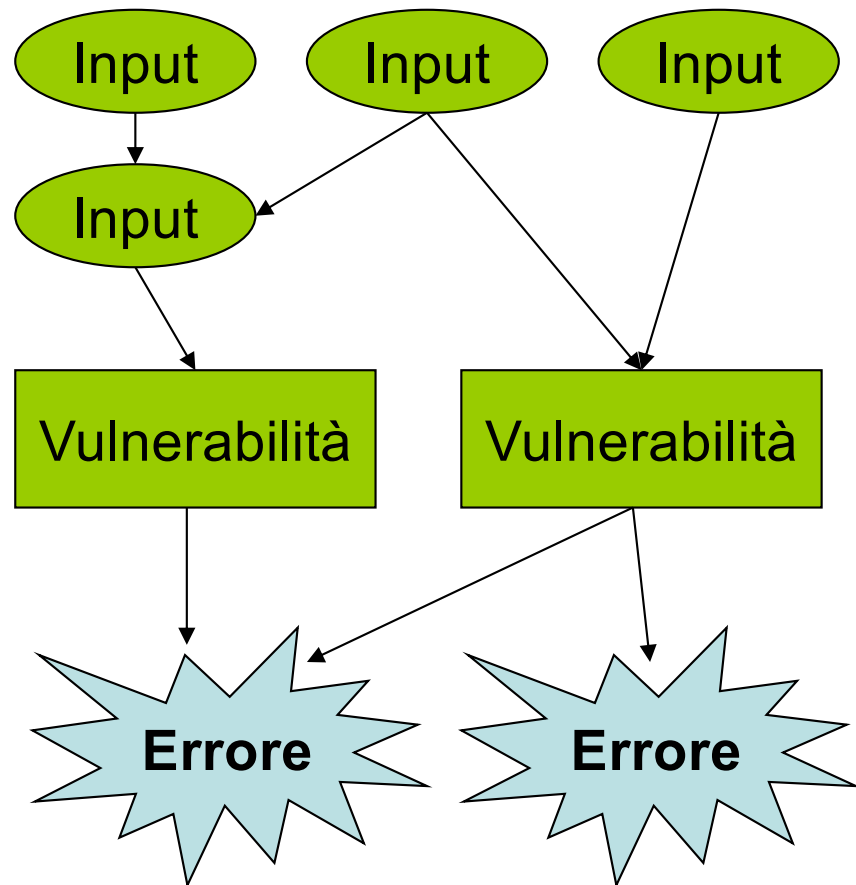 Input
Input
Input
Input
Vulnerabilità
Vulnerabilità
Errore
Errore